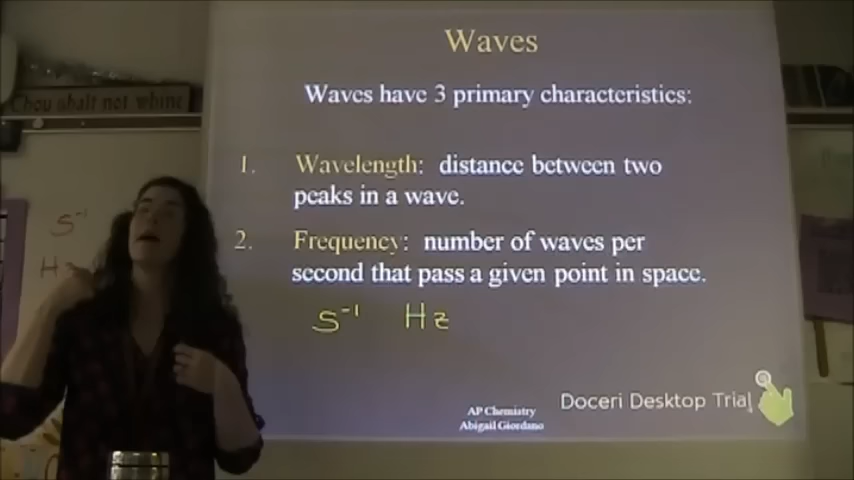 Waves
Thou shalt not whine
Waves have 3 primary characteristics:
1. Wavelength: distance between two
peaks in a wave.
2. Frequency: number of waves per
second that pass a given point in space.
S⁻¹
Hz
S⁻¹ Hz
Doceri Desktop Trial
AP Chemistry
Abigail Giordano